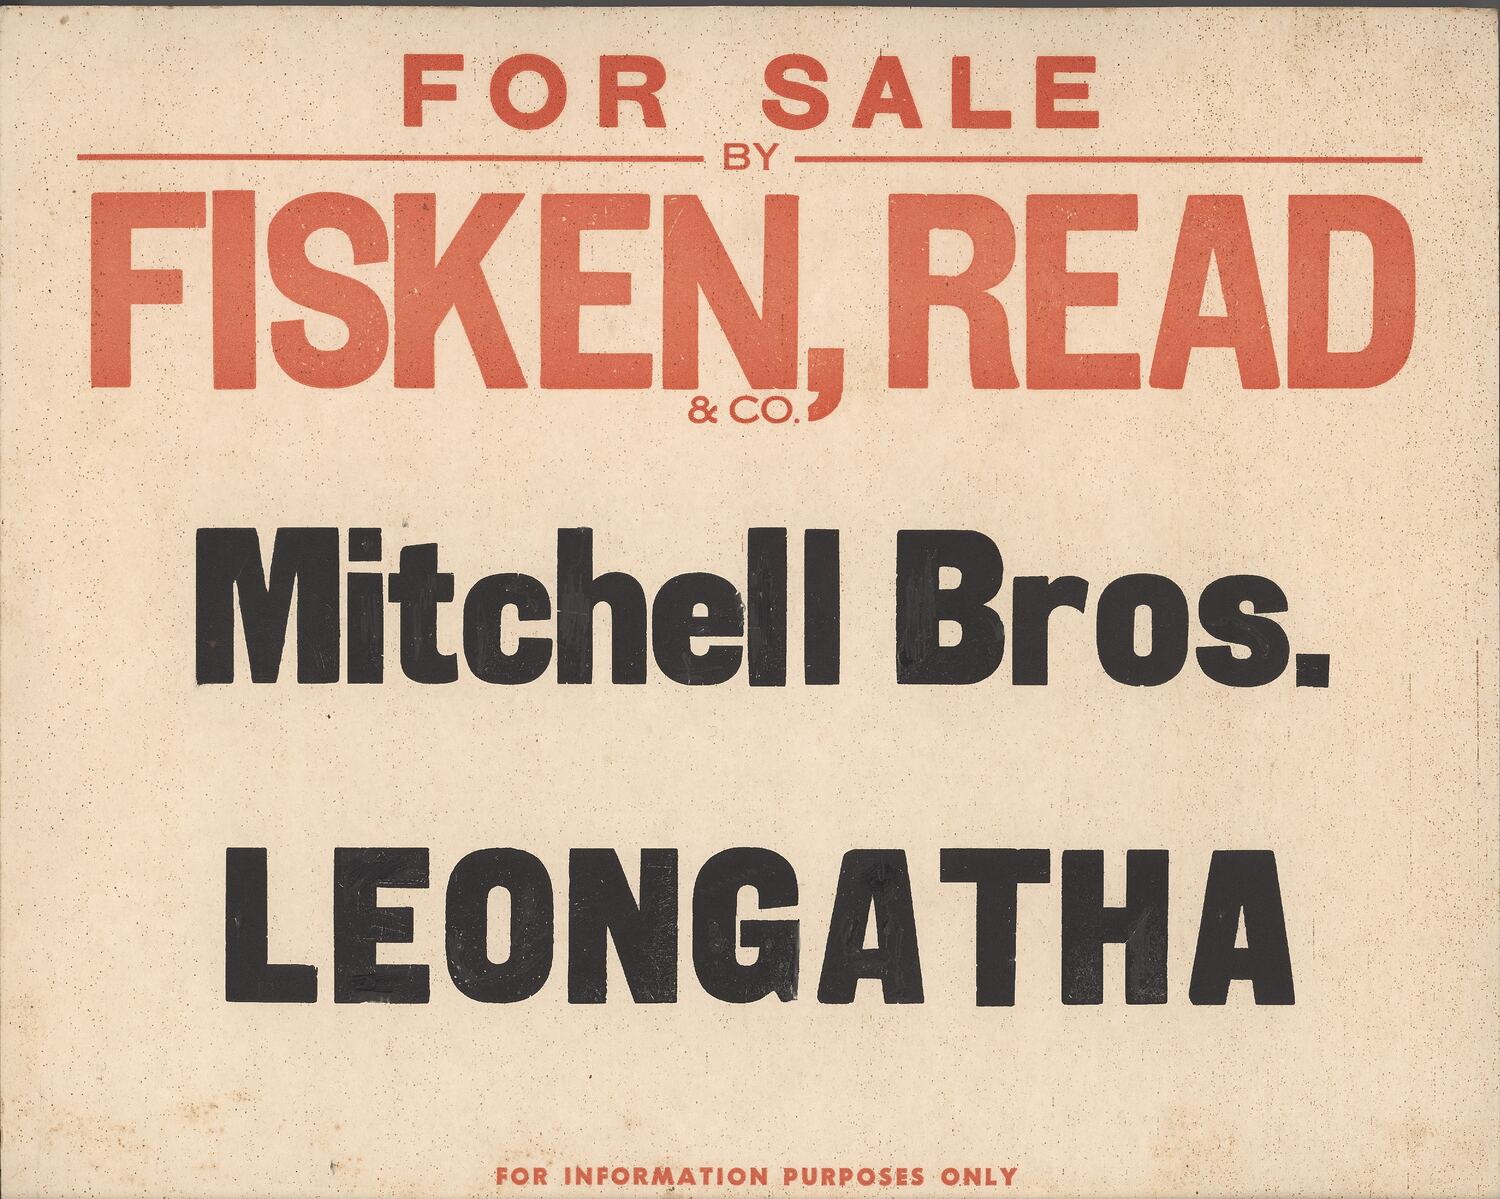 FOR SALE
BY
FISKEN, READ
& CO.
Mitchell Bros.
LEONGATHA
FOR INFORMATION PURPOSES ONLY